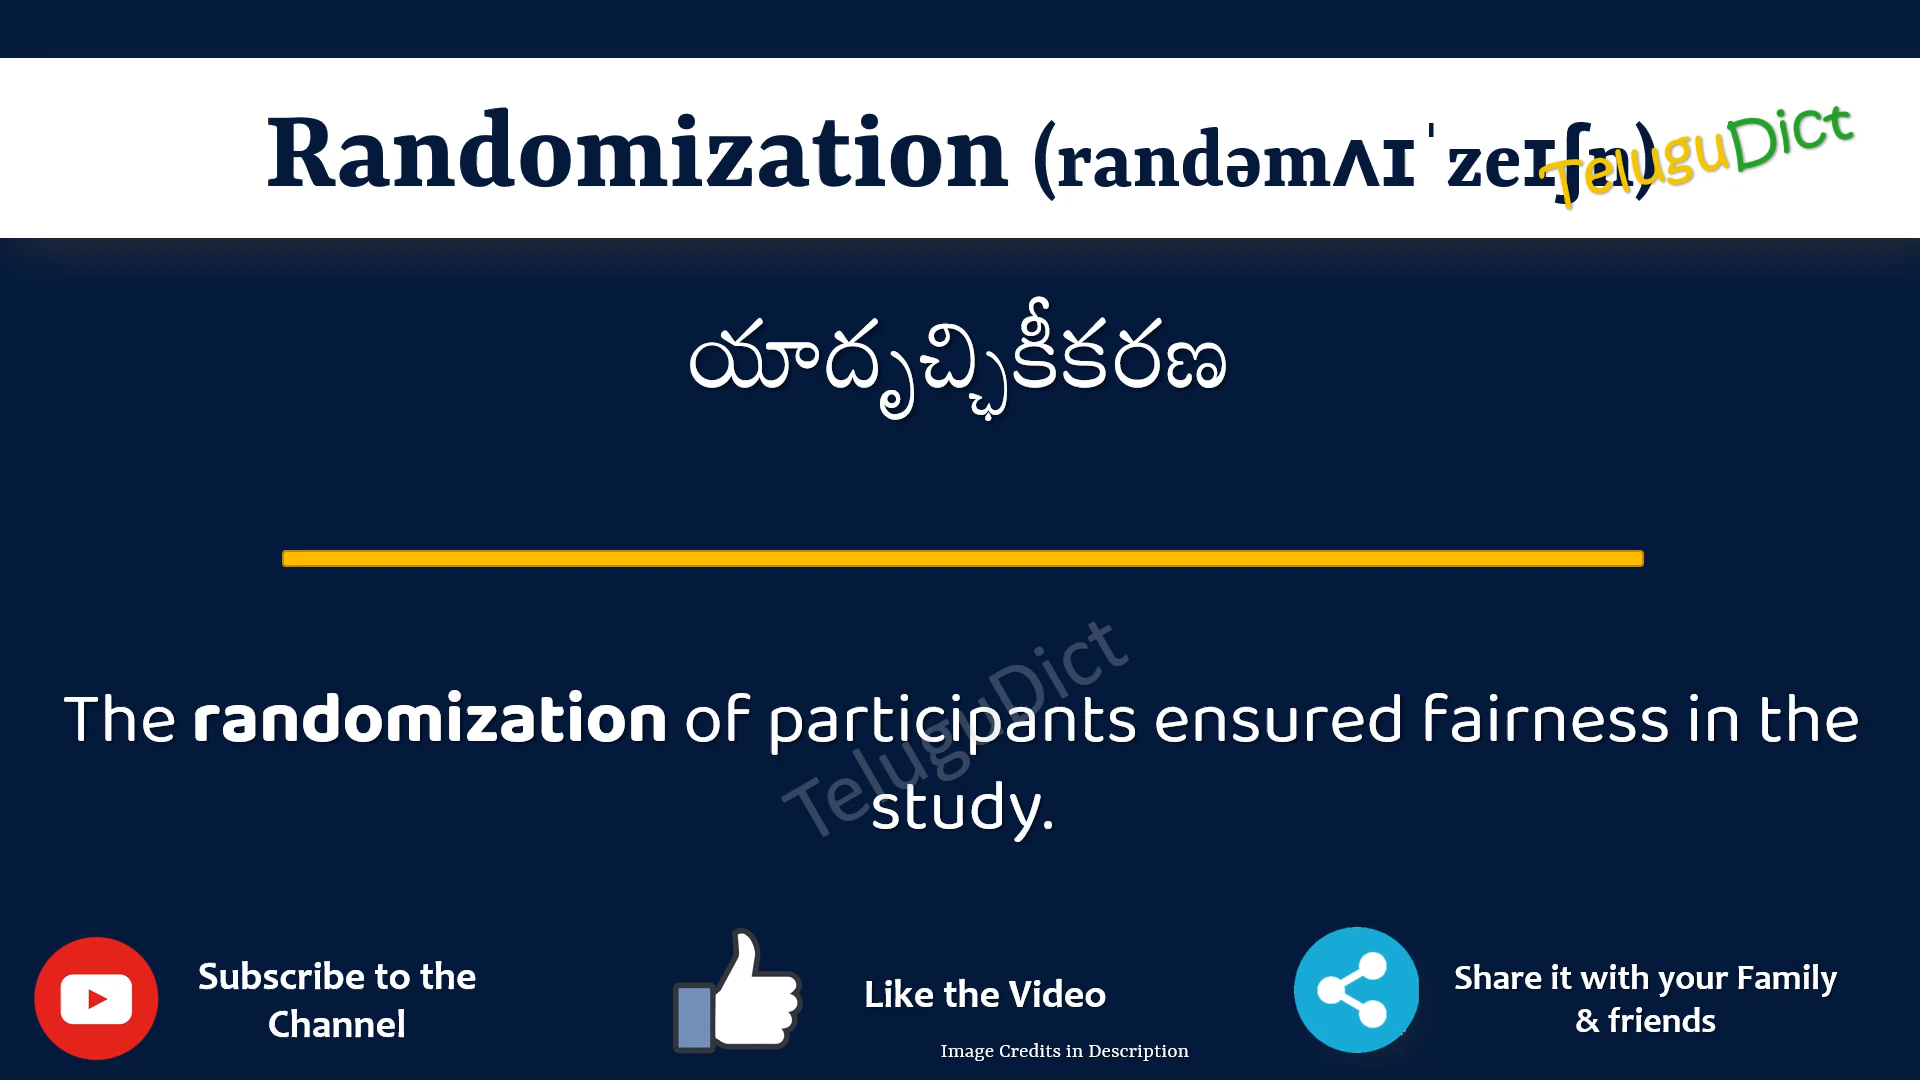 Randomization (randəmʌɪˈzeɪʃn)
TeluguDict
యాదృచ్ఛికీకరణ
TeluguDict
The randomization of participants ensured fairness in the
study.
Subscribe to the
Channel
Like the Video
Share it with your Family
& friends
Image Credits in Description